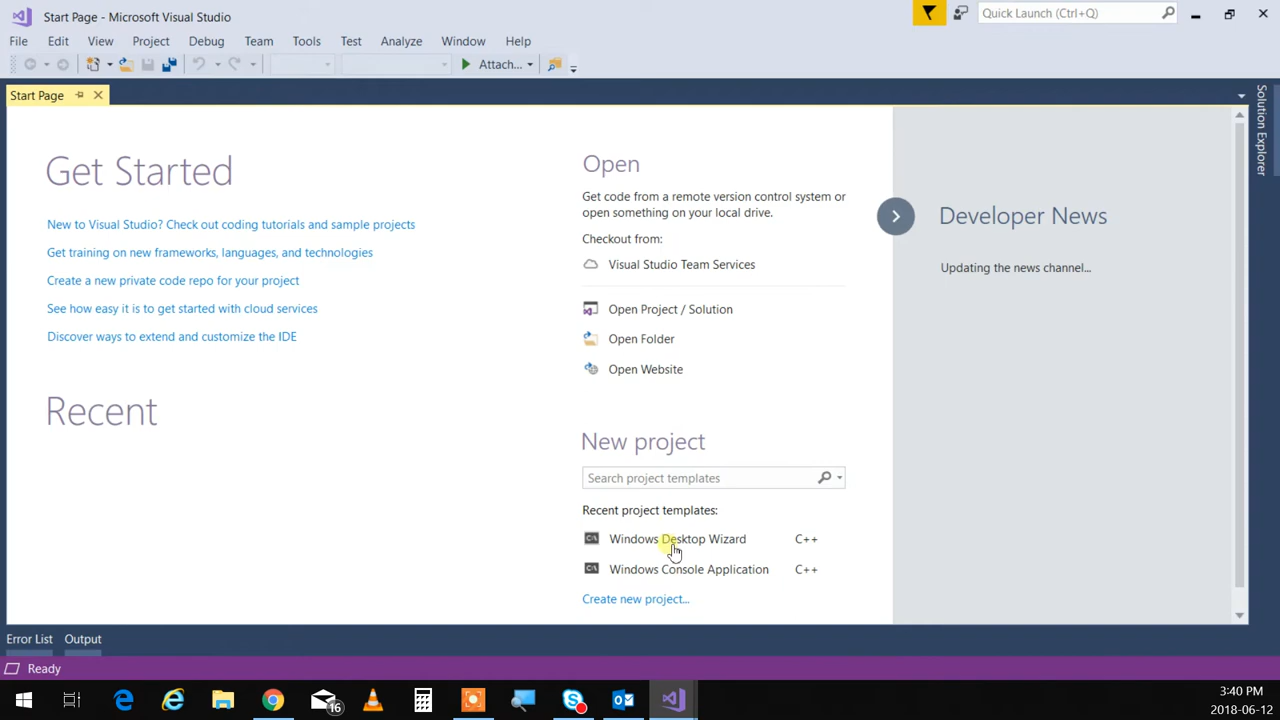 Start Page - Microsoft Visual Studio
Quick Launch (Ctrl+Q)
File Edit View Project Debug Team Tools Test Analyze Window Help
Attach...
Start Page
Solution Explorer
Get Started
New to Visual Studio? Check out coding tutorials and sample projects
Get training on new frameworks, languages, and technologies
Create a new private code repo for your project
See how easy it is to get started with cloud services
Discover ways to extend and customize the IDE
Recent
Open
Get code from a remote version control system or
open something on your local drive.
Checkout from:
Visual Studio Team Services
Open Project / Solution
Open Folder
Open Website
New project
Search project templates
Recent project templates:
Windows Desktop Wizard C++
Windows Console Application C++
Create new project...
Developer News
Updating the news channel...
Error List Output
Ready
16
3:40 PM
2018-06-12